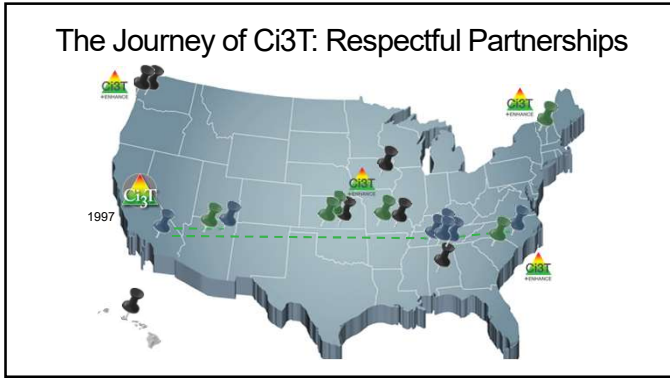 The Journey of Ci3T: Respectful Partnerships
Ci3T
+ENHANCE
Ci3T
+ENHANCE
Ci3T
+ENHANCE
Ci3T
1997
Ci3T
+ENHANCE